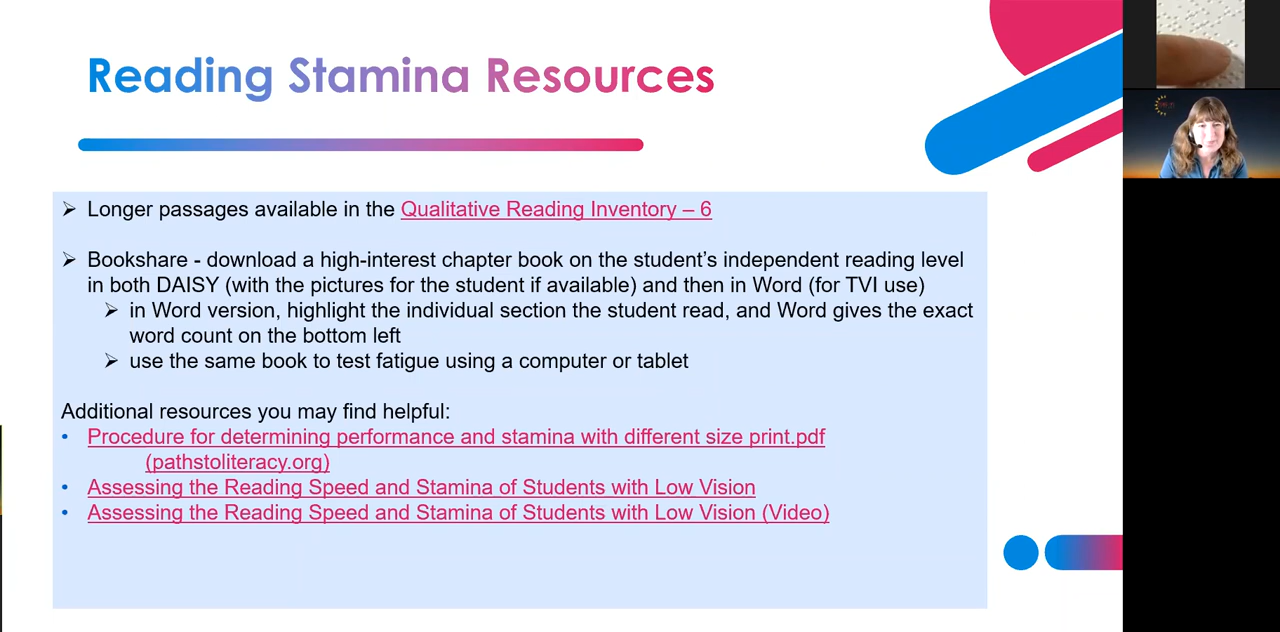 Reading Stamina Resources
➢ Longer passages available in the Qualitative Reading Inventory – 6
➢ Bookshare - download a high-interest chapter book on the student’s independent reading level
in both DAISY (with the pictures for the student if available) and then in Word (for TVI use)
➢ in Word version, highlight the individual section the student read, and Word gives the exact
word count on the bottom left
➢ use the same book to test fatigue using a computer or tablet
Additional resources you may find helpful:
• Procedure for determining performance and stamina with different size print.pdf
(pathstoliteracy.org)
• Assessing the Reading Speed and Stamina of Students with Low Vision
• Assessing the Reading Speed and Stamina of Students with Low Vision (Video)